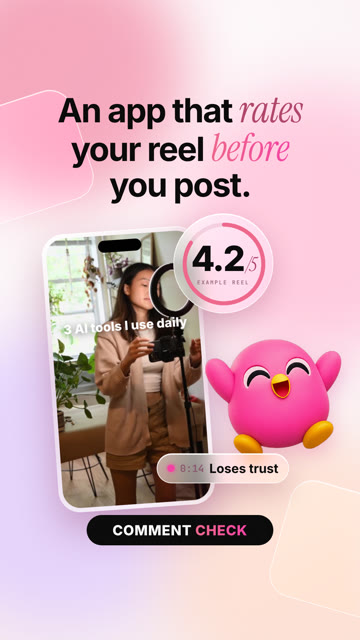 An app that rates
your reel before
you post.
4.2/5
EXAMPLE REEL
3 AI tools I use daily
0:14 Loses trust
COMMENT CHECK